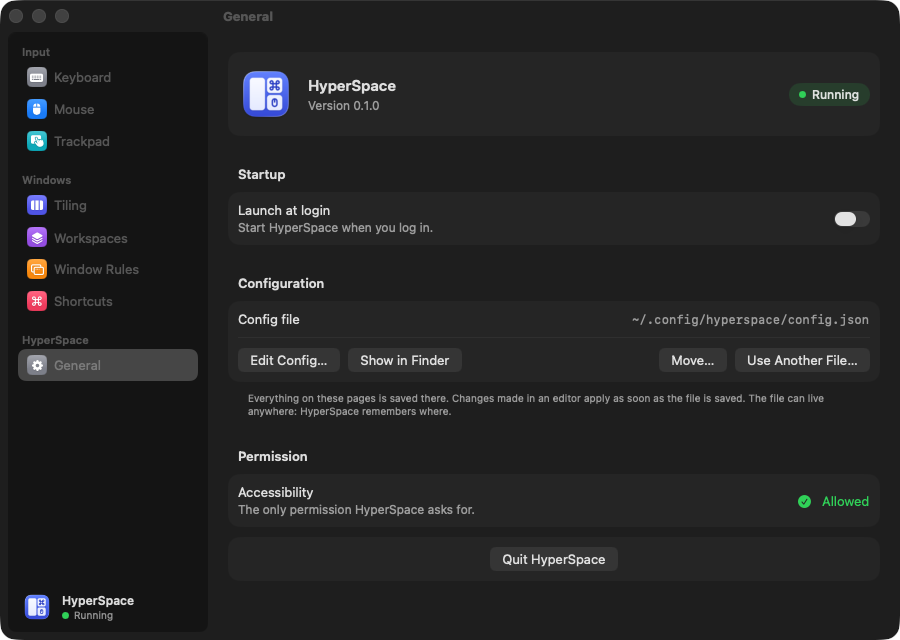 General
Input
Keyboard
Mouse
Trackpad
Windows
Tiling
Workspaces
Window Rules
Shortcuts
HyperSpace
General
HyperSpace
Running
HyperSpace
Version 0.1.0
Running
Startup
Launch at login
Start HyperSpace when you log in.
Configuration
Config file
~/.config/hyperspace/config.json
Edit Config...
Show in Finder
Move...
Use Another File...
Everything on these pages is saved there. Changes made in an editor apply as soon as the file is saved. The file can live
anywhere: HyperSpace remembers where.
Permission
Accessibility
The only permission HyperSpace asks for.
Allowed
Quit HyperSpace